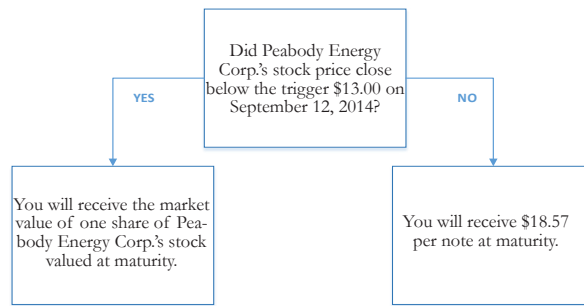 Did Peabody Energy
Corp.'s stock price close
below the trigger $13.00 on
September 12, 2014?
YES
NO
You will receive the market
value of one share of Pea-
body Energy Corp.'s stock
valued at maturity.
You will receive $18.57
per note at maturity.